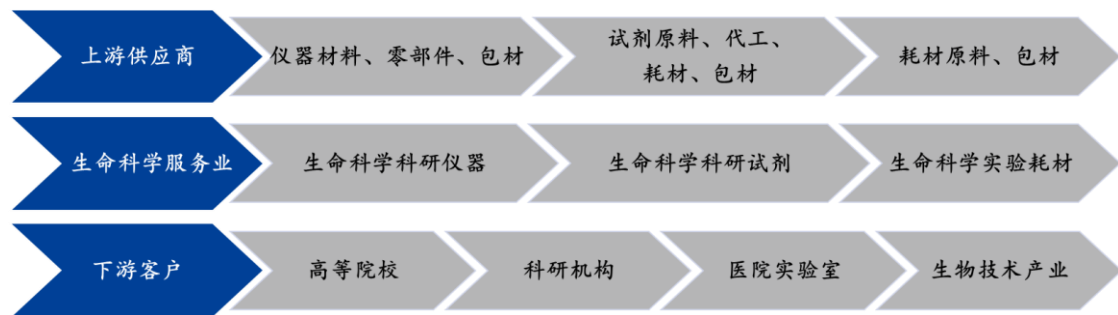 上游供应商
仪器材料、零部件、包材
试剂原料、代工、
耗材、包材
耗材原料、包材
生命科学服务业
生命科学科研仪器
生命科学科研试剂
生命科学实验耗材
下游客户
高等院校
科研机构
医院实验室
生物技术产业